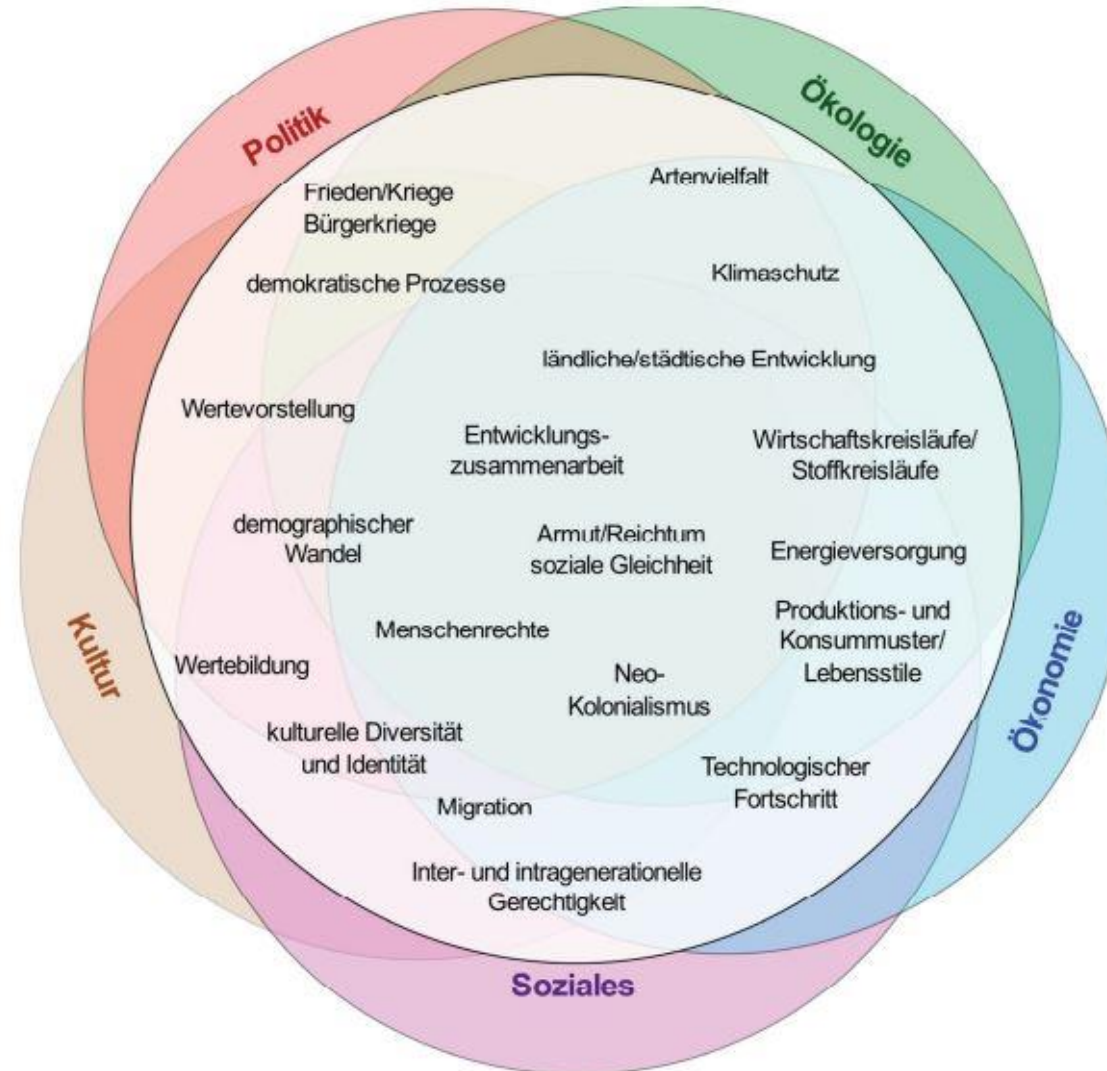 Politik
Ökologie
Frieden/Kriege
Bürgerkriege
Artenvielfalt
demokratische Prozesse
Klimaschutz
ländliche/städtische Entwicklung
Wertevorstellung
Entwicklungs-
zusammenarbeit
Wirtschaftskreisläufe/
Stoffkreisläufe
demographischer
Wandel
Armut/Reichtum
soziale Gleichheit
Energieversorgung
Kultur
Menschenrechte
Produktions- und
Konsummuster/
Lebensstile
Ökonomie
Wertebildung
Neo-
Kolonialismus
kulturelle Diversität
und Identität
Technologischer
Fortschritt
Migration
Inter- und intragenerationelle
Gerechtigkeit
Soziales